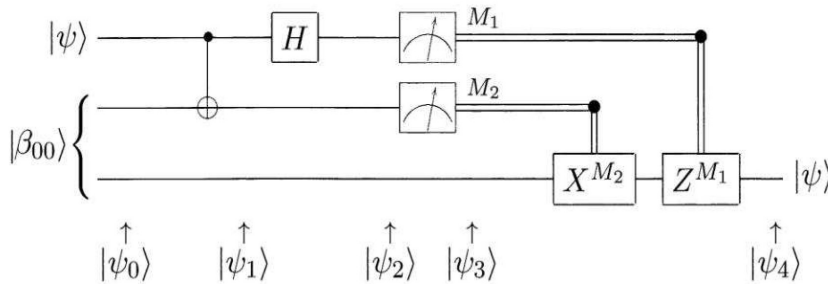 |ψ⟩ H M₁
M₂
|β₀₀⟩
X^{M₂} Z^{M₁} |ψ⟩
↑ ↑ ↑ ↑ ↑
|ψ₀⟩ |ψ₁⟩ |ψ₂⟩ |ψ₃⟩ |ψ₄⟩